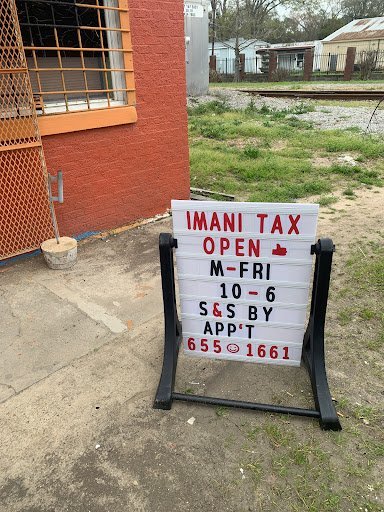 IMANI TAX
OPEN 👍
M-FRI
10-6
S&S BY
APP'T
655☺1661